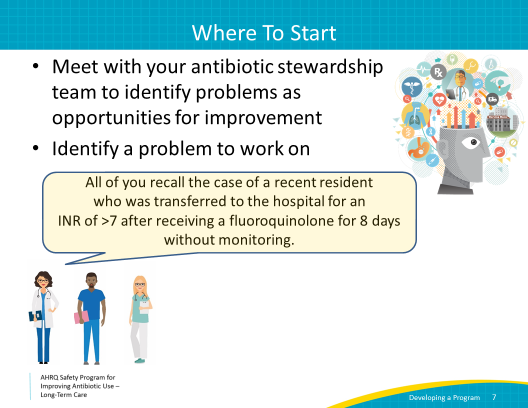 Where To Start
• Meet with your antibiotic stewardship
team to identify problems as
opportunities for improvement
• Identify a problem to work on
All of you recall the case of a recent resident
who was transferred to the hospital for an
INR of >7 after receiving a fluoroquinolone for 8 days
without monitoring.
AHRQ Safety Program for
Improving Antibiotic Use –
Long-Term Care
Developing a Program 7